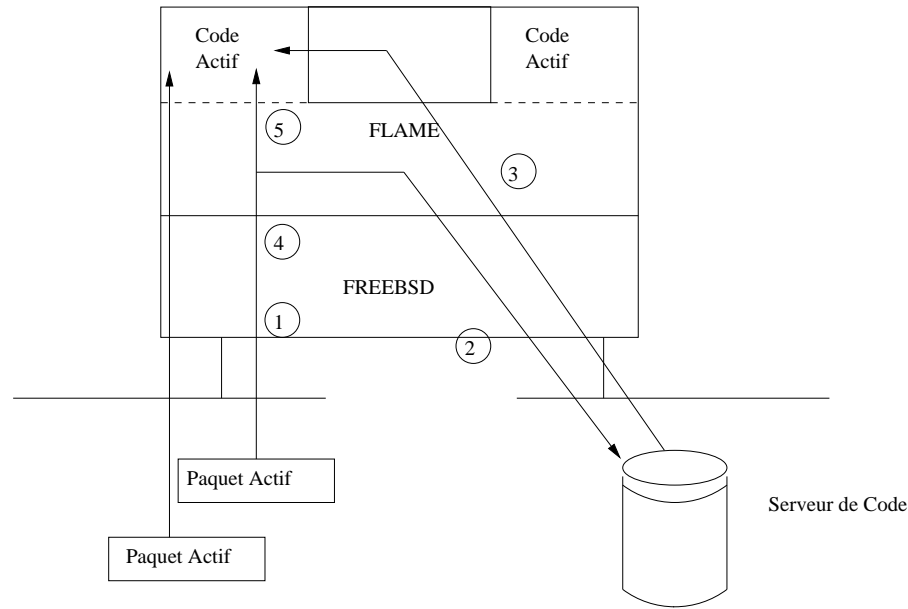 Code
Actif
Code
Actif
5
FLAME
3
4
FREEBSD
1
2
Paquet Actif
Serveur de Code
Paquet Actif